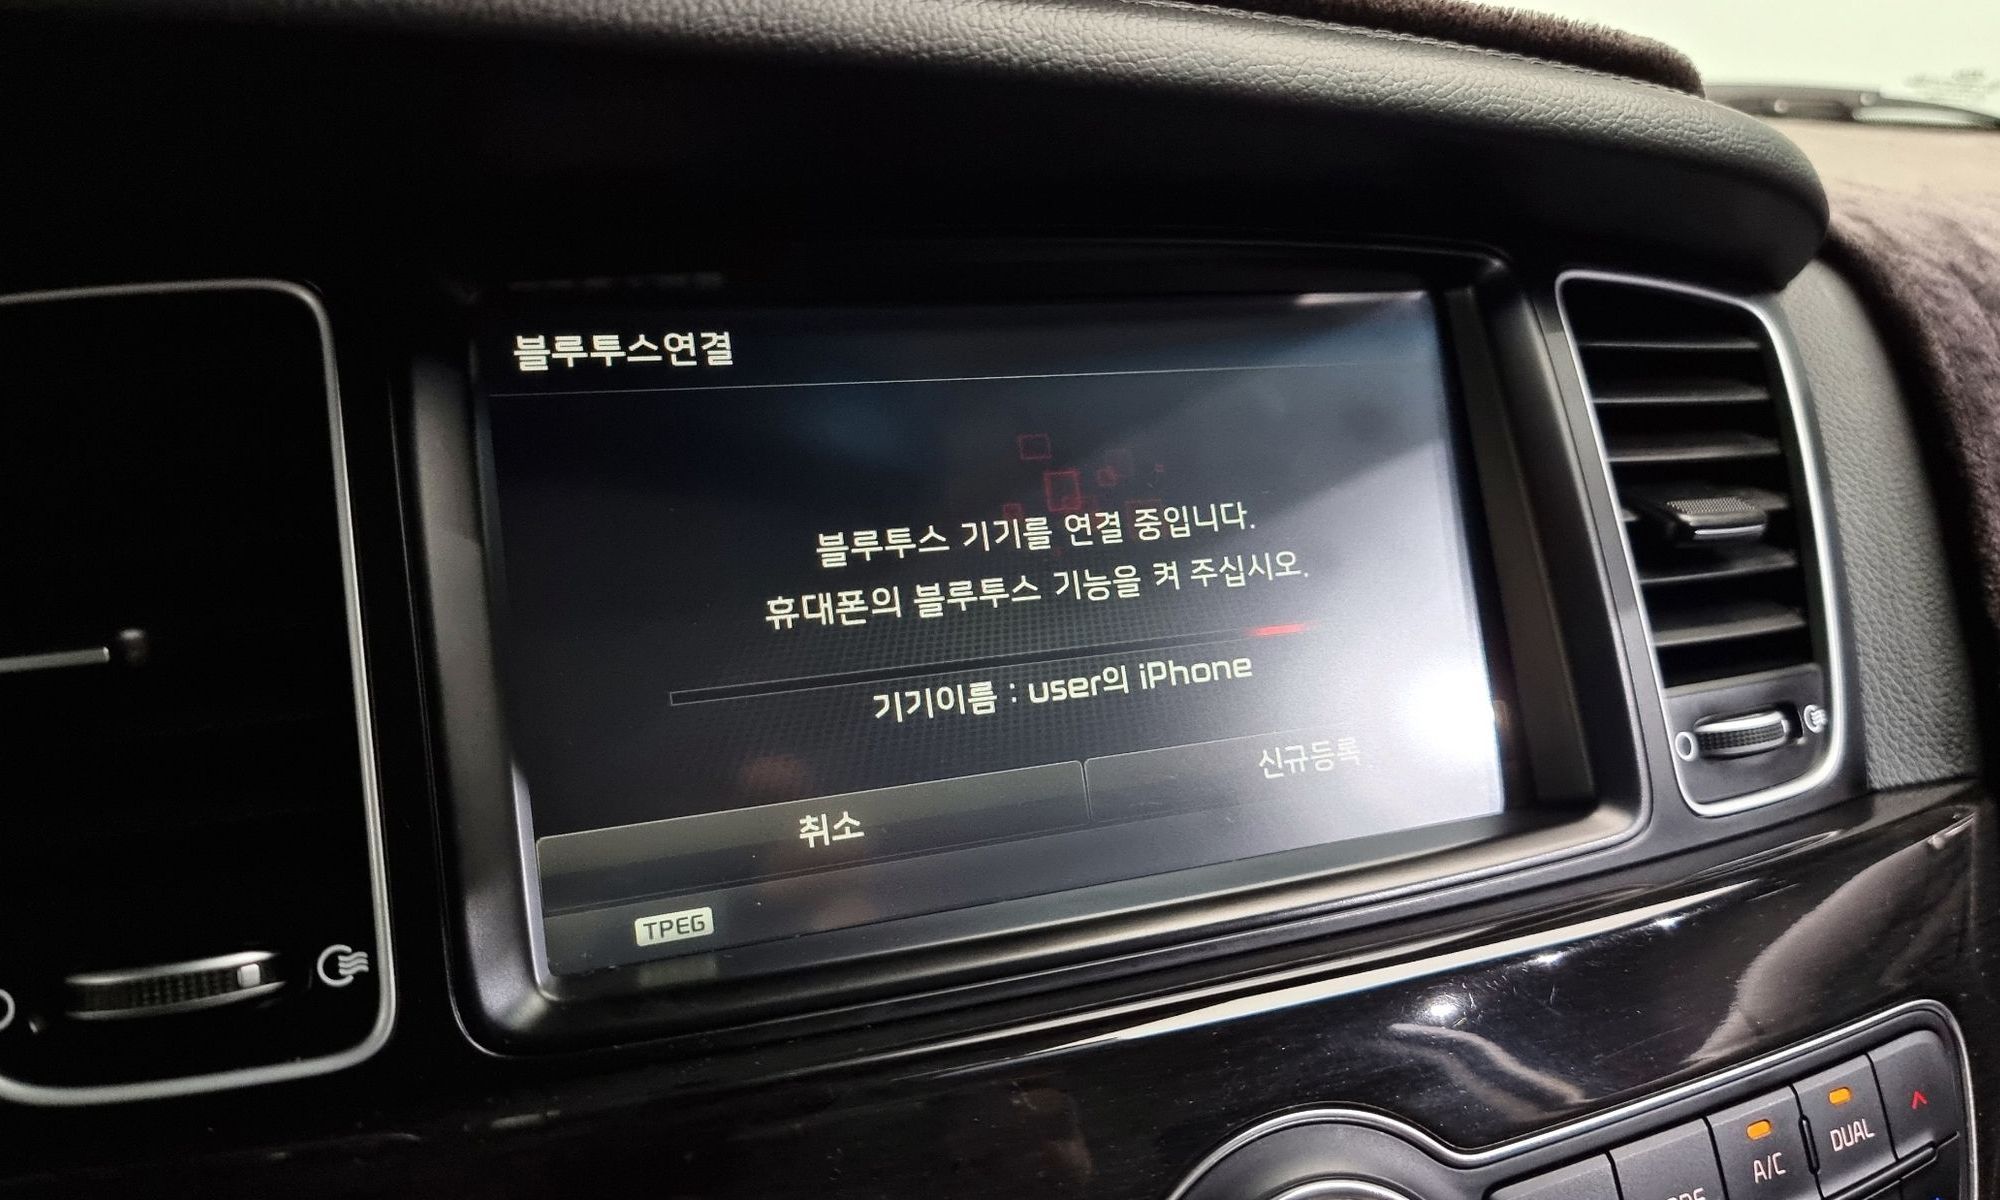 블루투스연결
블루투스 기기를 연결 중입니다.
휴대폰의 블루투스 기능을 켜 주십시오.
기기이름 : user의 iPhone
취소
신규등록
TPEG
A/C
DUAL